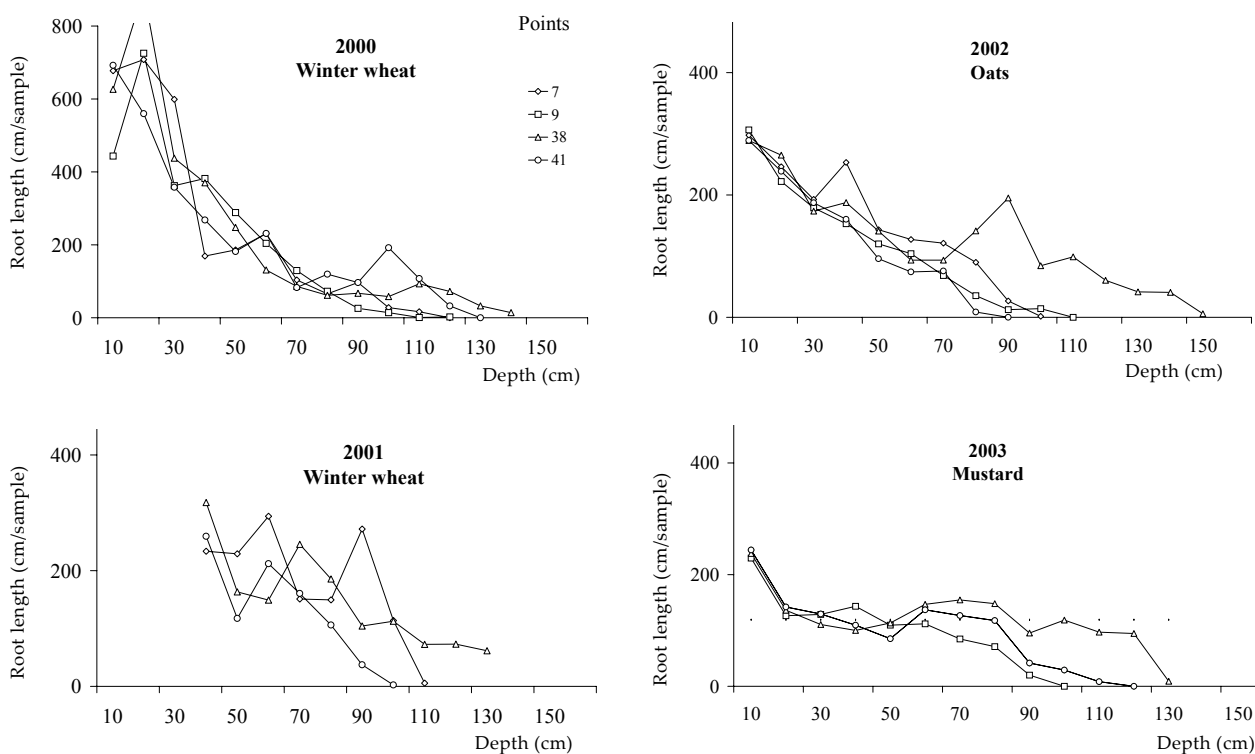 800
600
400
200
0
Root length (cm/sample)
2000
Winter wheat
Points
7
9
38
41
10 30 50 70 90 110 130 150
Depth (cm)
400
200
0
Root length (cm/sample)
2002
Oats
10 30 50 70 90 110 130 150
Depth (cm)
400
200
0
Root length (cm/sample)
2001
Winter wheat
10 30 50 70 90 110 130 150
Depth (cm)
400
200
0
Root length (cm/sample)
2003
Mustard
10 30 50 70 90 110 130 150
Depth (cm)